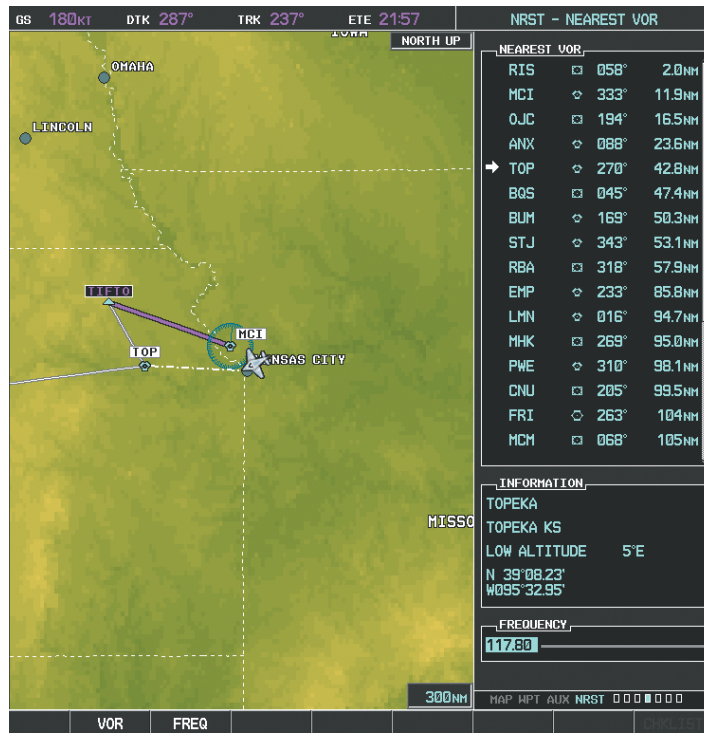 GS 180KT DTK 287° TRK 237° ETE 21:57 NRST - NEAREST VOR
IOWA
NORTH UP
OMAHA
LINCOLN
TIFTO
MCI
TOP
NSAS CITY
MISSO
300NM
NEAREST VOR
RIS 058° 2.0NM
MCI 333° 11.9NM
OJC 194° 16.5NM
ANX 088° 23.6NM
TOP 270° 42.8NM
BQS 045° 47.4NM
BUM 169° 50.3NM
STJ 343° 53.1NM
RBA 318° 57.9NM
EMP 233° 85.8NM
LMN 016° 94.7NM
MHK 269° 95.0NM
PWE 310° 98.1NM
CNU 205° 99.5NM
FRI 263° 104NM
MCM 068° 105NM
INFORMATION
TOPEKA
TOPEKA KS
LOW ALTITUDE 5°E
N 39°08.23'
W095°32.95'
FREQUENCY
117.80
MAP WPT AUX NRST
VOR FREQ CHKLIST